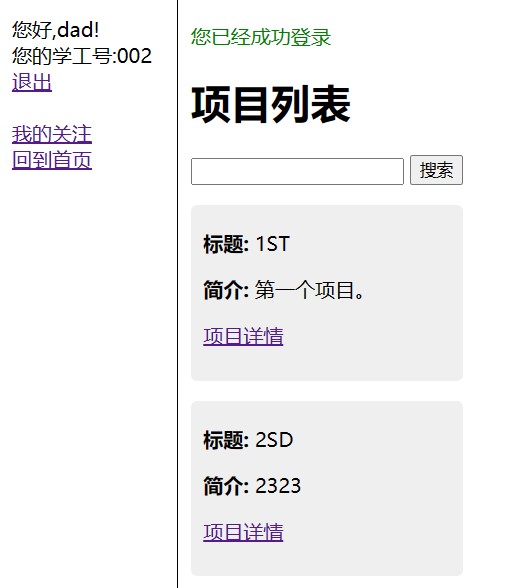 您好,dad!
您的学工号:002
退出
我的关注
回到首页
您已经成功登录
项目列表
搜索
标题: 1ST
简介: 第一个项目。
项目详情
标题: 2SD
简介: 2323
项目详情